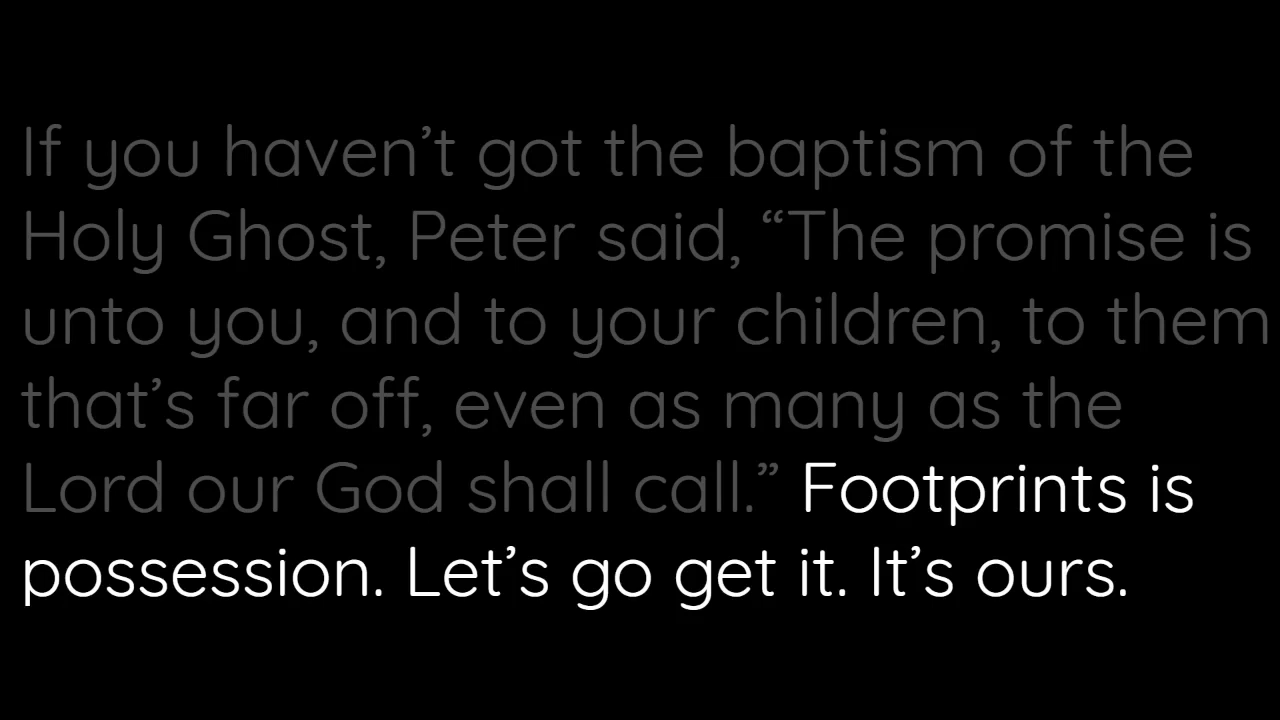 If you haven’t got the baptism of the
Holy Ghost, Peter said, “The promise is
unto you, and to your children, to them
that’s far off, even as many as the
Lord our God shall call.” Footprints is
possession. Let’s go get it. It’s ours.